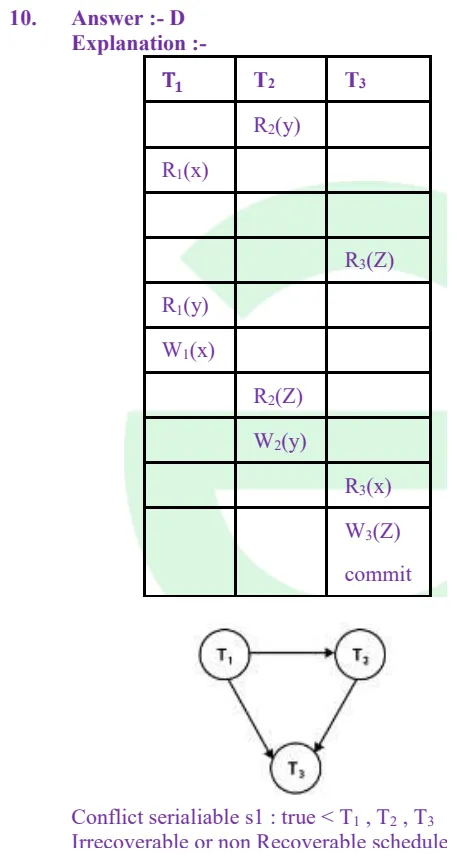 10. Answer :- D
Explanation :-
T₁ T₂ T₃
R₂(y)
R₁(x)
R₃(Z)
R₁(y)
W₁(x)
R₂(Z)
W₂(y)
R₃(x)
W₃(Z)
commit
T₁ T₂
T₃
Conflict serialiable s1 : true < T₁ , T₂ , T₃
Irrecoverable or non Recoverable schedule